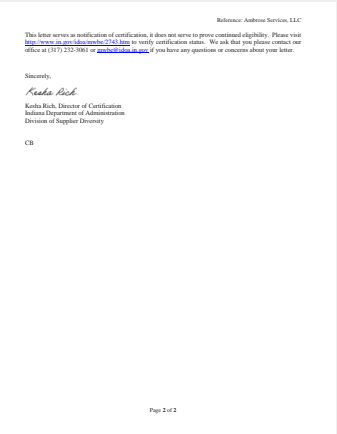 Reference: Ambrose Services, LLC
This letter serves as notification of certification, it does not serve to prove continued eligibility. Please visit
http://www.in.gov/idoa/mwbe/2743.htm to verify certification status. We ask that you please contact our
office at (317) 232-3061 or mwbe@idoa.in.gov if you have any questions or concerns about your letter.
Sincerely,
Kesha Rich
Kesha Rich, Director of Certification
Indiana Department of Administration
Division of Supplier Diversity
CB
Page 2 of 2